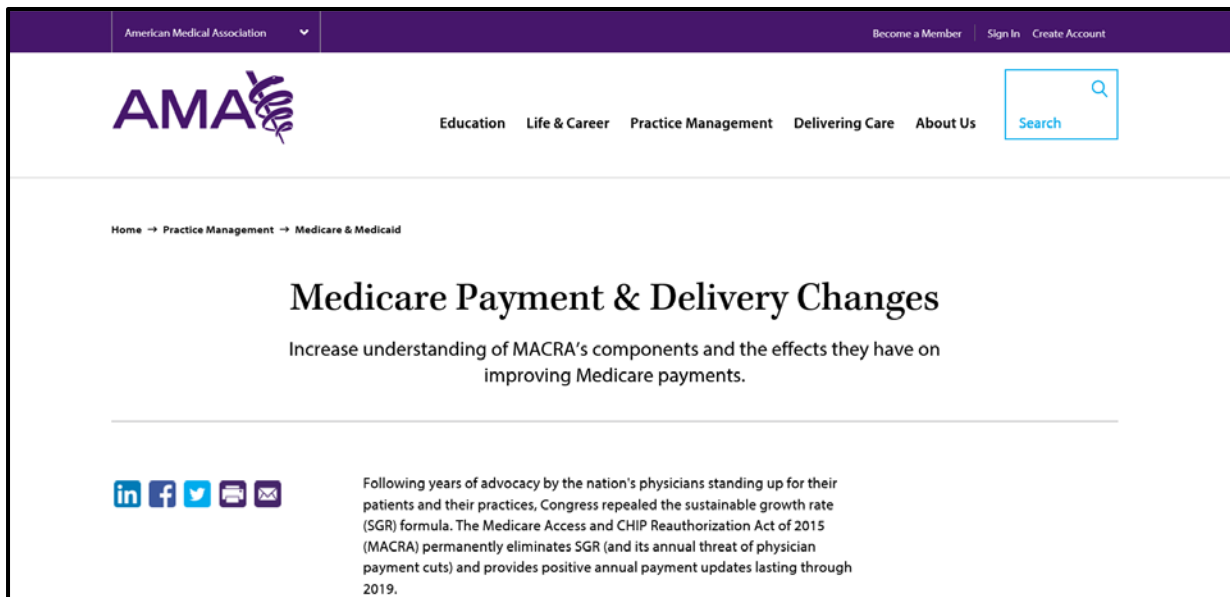 American Medical Association
Become a Member
Sign In
Create Account
AMA
Education
Life & Career
Practice Management
Delivering Care
About Us
Search
Home → Practice Management → Medicare & Medicaid
Medicare Payment & Delivery Changes
Increase understanding of MACRA's components and the effects they have on
improving Medicare payments.
in
f
Following years of advocacy by the nation's physicians standing up for their
patients and their practices, Congress repealed the sustainable growth rate
(SGR) formula. The Medicare Access and CHIP Reauthorization Act of 2015
(MACRA) permanently eliminates SGR (and its annual threat of physician
payment cuts) and provides positive annual payment updates lasting through
2019.